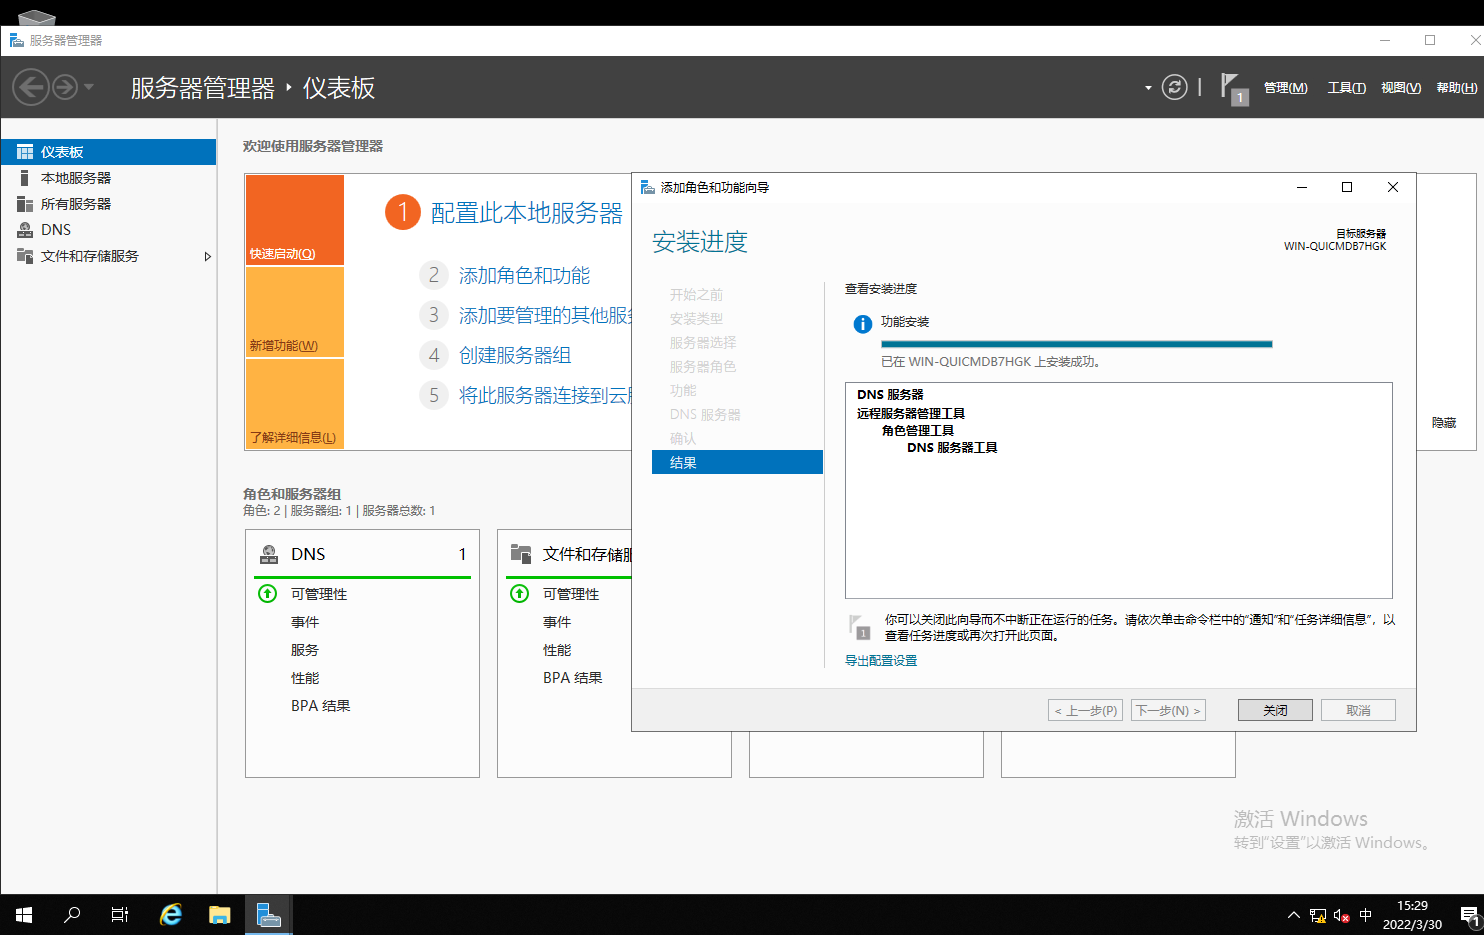 服务器管理器
服务器管理器 · 仪表板
1
管理(M)
工具(T)
视图(V)
帮助(H)
仪表板
本地服务器
所有服务器
DNS
文件和存储服务
欢迎使用服务器管理器
快速启动(Q)
新增功能(W)
了解详细信息(L)
1 配置此本地服务器
2 添加角色和功能
3 添加要管理的其他服
4 创建服务器组
5 将此服务器连接到云
隐藏
角色和服务器组
角色: 2 | 服务器组: 1 | 服务器总数: 1
DNS 1
可管理性
事件
服务
性能
BPA 结果
文件和存储
可管理性
事件
性能
BPA 结果
添加角色和功能向导
安装进度
目标服务器
WIN-QUICMDB7HGK
开始之前
安装类型
服务器选择
服务器角色
功能
DNS 服务器
确认
结果
查看安装进度
功能安装
已在 WIN-QUICMDB7HGK 上安装成功。
DNS 服务器
远程服务器管理工具
角色管理工具
DNS 服务器工具
1
你可以关闭此向导而不中断正在运行的任务。请依次单击命令栏中的"通知"和"任务详细信息"，以
查看任务进度或再次打开此页面。
导出配置设置
< 上一步(P)
下一步(N) >
关闭
取消
激活 Windows
转到"设置"以激活 Windows。
中
15:29
2022/3/30
1